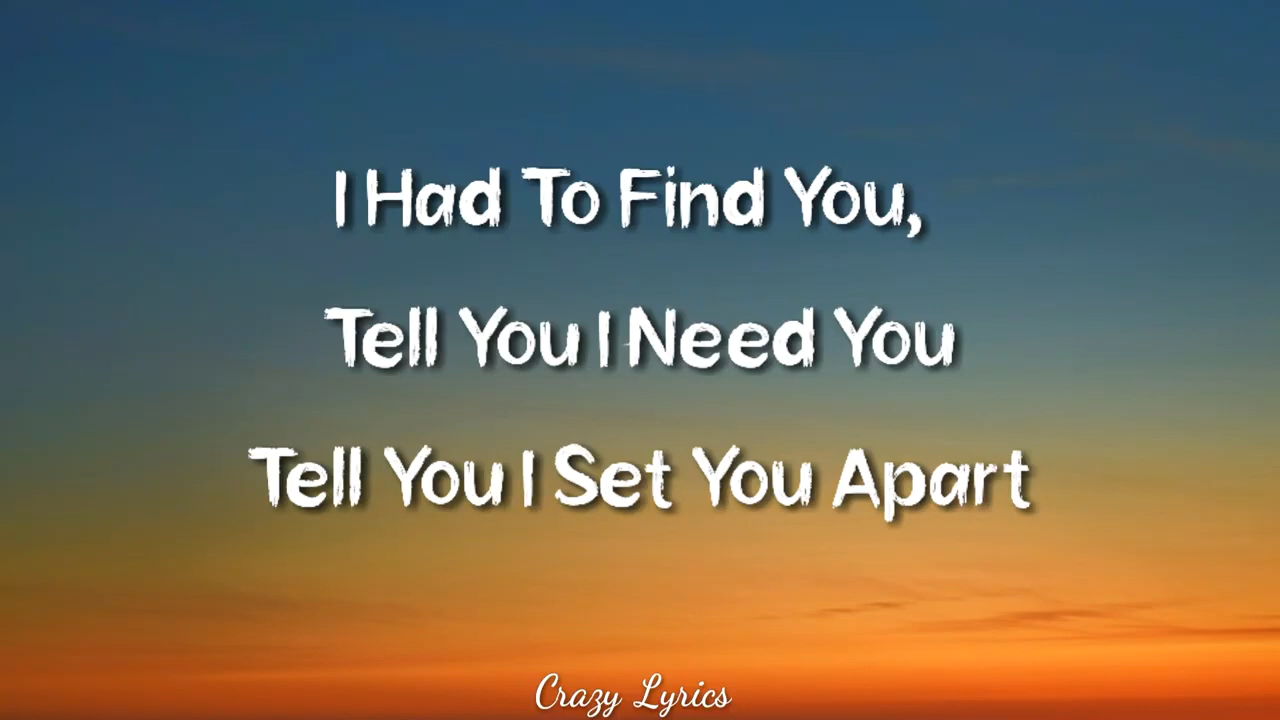 I Had To Find You,
Tell You I Need You
Tell You I Set You Apart
Crazy Lyrics